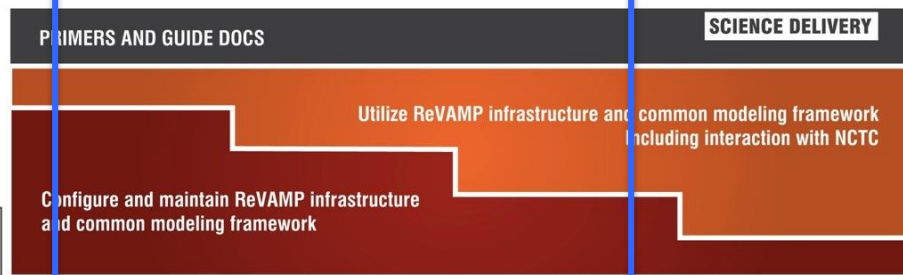 PRIMERS AND GUIDE DOCS
SCIENCE DELIVERY
Utilize ReVAMP infrastructure and common modeling framework
Including interaction with NCTC
Configure and maintain ReVAMP infrastructure
and common modeling framework